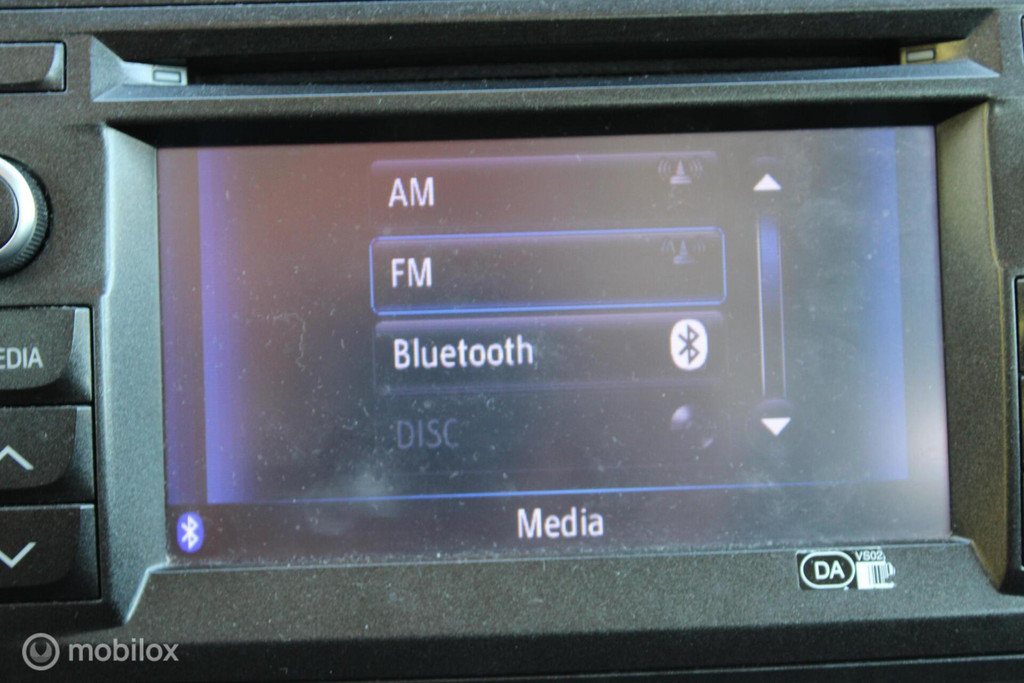 AM
FM
Bluetooth
DISC
Media
EDIA
DA
VS02
mobilox